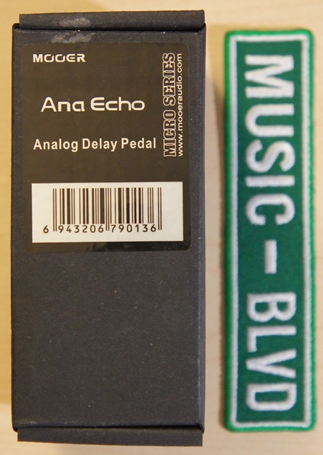 MOOER
Ana Echo
Analog Delay Pedal
MICRO SERIES
www.mooeraudio.com
6 943206 790136
MUSIC - BLVD